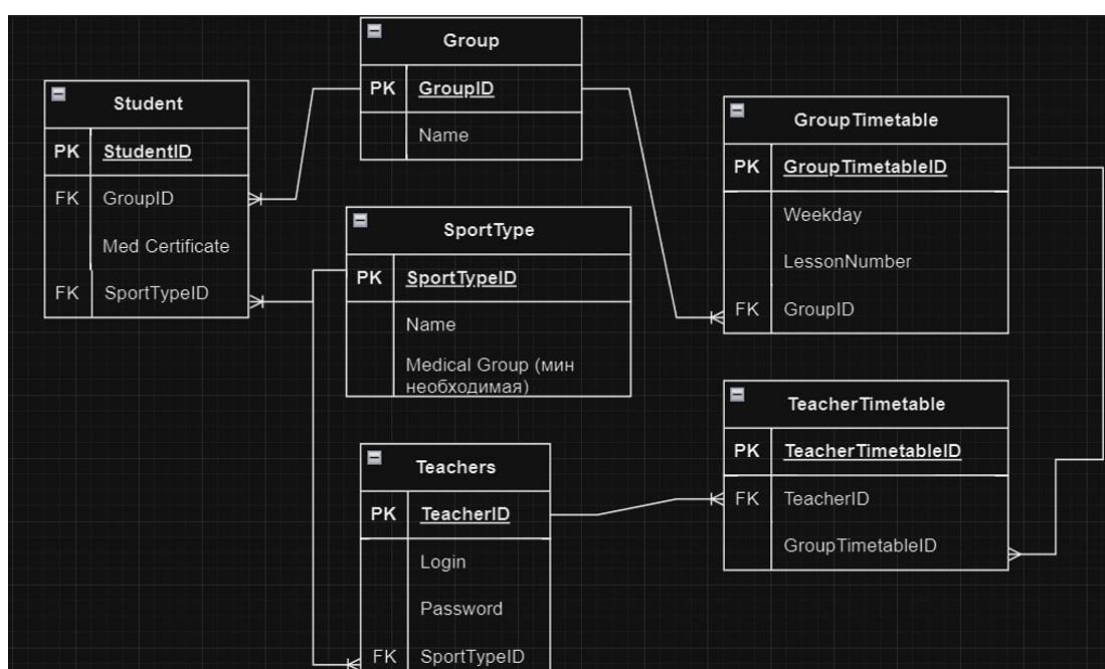 Group
PK GroupID
Name
Student
PK StudentID
FK GroupID
Med Certificate
FK SportTypeID
SportType
PK SportTypeID
Name
Medical Group (мин
необходимая)
Teachers
PK TeacherID
Login
Password
FK SportTypeID
GroupTimetable
PK GroupTimetableID
Weekday
LessonNumber
FK GroupID
TeacherTimetable
PK TeacherTimetableID
FK TeacherID
GroupTimetableID